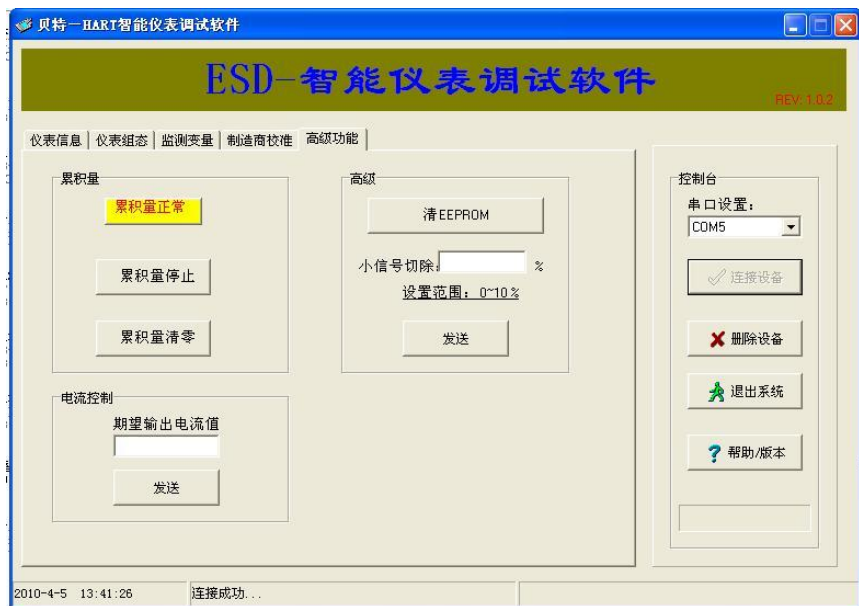 贝特-HART智能仪表调试软件
ESD-智能仪表调试软件
REV: 1.0.2
仪表信息 仪表组态 监测变量 制造商校准 高级功能
累积量
累积量正常
累积量停止
累积量清零
电流控制
期望输出电流值
发送
高级
清EEPROM
小信号切除: %
设置范围: 0~10%
发送
控制台
串口设置:
COM5
连接设备
删除设备
退出系统
? 帮助/版本
2010-4-5 13:41:26 连接成功...